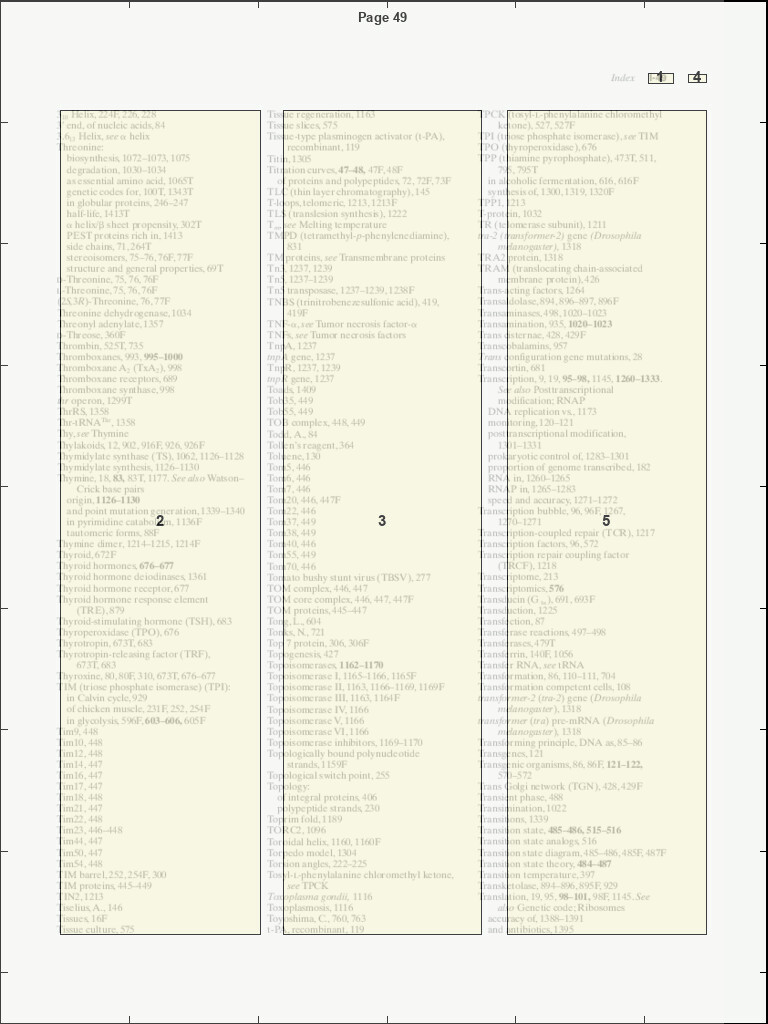 Page 49
Index 1 4
3₁₀ Helix, 224F, 226, 228
3′ end, of nucleic acids, 84
3.6₁₃ Helix, see α helix
Threonine:
biosynthesis, 1072–1073, 1075
degradation, 1030–1034
as essential amino acid, 1065T
genetic codes for, 100T, 1343T
in globular proteins, 246–247
half-life, 1413T
α helix/β sheet propensity, 302T
PEST proteins rich in, 1413
side chains, 71, 264T
stereoisomers, 75–76, 76F, 77F
structure and general properties, 69T
D-Threonine, 75, 76, 76F
L-Threonine, 75, 76, 76F
(2S,3R)-Threonine, 76, 77F
Threonine dehydrogenase, 1034
Threonyl adenylate, 1357
D-Threose, 360F
Thrombin, 525T, 735
Thromboxanes, 993, 995–1000
Thromboxane A₂ (TxA₂), 998
Thromboxane receptors, 689
Thromboxane synthase, 998
thr operon, 1299T
ThrRS, 1358
Thr-tRNAᵀʰʳ, 1358
Thy, see Thymine
Thylakoids, 12, 902, 916F, 926, 926F
Thymidylate synthase (TS), 1062, 1126–1128
Thymidylate synthesis, 1126–1130
Thymine, 18, 83, 83T, 1177. See also Watson–
Crick base pairs
origin, 1126–1130
and point mutation generation, 1339–1340
in pyrimidine catabolism, 1136F
2
tautomeric forms, 88F
Thymine dimer, 1214–1215, 1214F
Thyroid, 672F
Thyroid hormones, 676–677
Thyroid hormone deiodinases, 1361
Thyroid hormone receptor, 677
Thyroid hormone response element
(TRE), 879
Thyroid-stimulating hormone (TSH), 683
Thyroperoxidase (TPO), 676
Thyrotropin, 673T, 683
Thyrotropin-releasing factor (TRF),
673T, 683
Thyroxine, 80, 80F, 310, 673T, 676–677
TIM (triose phosphate isomerase) (TPI):
in Calvin cycle, 929
of chicken muscle, 231F, 252, 254F
in glycolysis, 596F, 603–606, 605F
Tim9, 448
Tim10, 448
Tim12, 448
Tim14, 447
Tim16, 447
Tim17, 447
Tim18, 448
Tim21, 447
Tim22, 448
Tim23, 446–448
Tim44, 447
Tim50, 447
Tim54, 448
TIM barrel, 252, 254F, 300
TIM proteins, 445–449
TIN2, 1213
Tiselius, A., 146
Tissues, 16F
Tissue culture, 575
Tissue regeneration, 1163
Tissue slices, 575
Tissue-type plasminogen activator (t-PA),
recombinant, 119
Titin, 1305
Titration curves, 47–48, 47F, 48F
of proteins and polypeptides, 72, 72F, 73F
TLC (thin layer chromatography), 145
T-loops, telomeric, 1213, 1213F
TLS (translesion synthesis), 1222
Tₘ, see Melting temperature
TMPD (tetramethyl-p-phenylenediamine),
831
TM proteins, see Transmembrane proteins
Tn3, 1237, 1239
Tn5, 1237–1239
Tn5 transposase, 1237–1239, 1238F
TNBS (trinitrobenezesulfonic acid), 419,
419F
TNF-α, see Tumor necrosis factor-α
TNFs, see Tumor necrosis factors
TnpA, 1237
tnpA gene, 1237
TnpR, 1237, 1239
tnpR gene, 1237
Toads, 1409
Tob35, 449
Tob55, 449
TOB complex, 448, 449
Todd, A., 84
Tollen's reagent, 364
Toluene, 130
Tom5, 446
Tom6, 446
Tom7, 446
Tom20, 446, 447F
Tom22, 446
Tom37, 449
3
Tom38, 449
Tom40, 446
Tom55, 449
Tom70, 446
Tomato bushy stunt virus (TBSV), 277
TOM complex, 446, 447
TOM core complex, 446, 447, 447F
TOM proteins, 445–447
Tong, L., 604
Tonks, N., 721
Top 7 protein, 306, 306F
Topogenesis, 427
Topoisomerases, 1162–1170
Topoisomerase I, 1165–1166, 1165F
Topoisomerase II, 1163, 1166–1169, 1169F
Topoisomerase III, 1163, 1164F
Topoisomerase IV, 1166
Topoisomerase V, 1166
Topoisomerase VI, 1166
Topoisomerase inhibitors, 1169–1170
Topologically bound polynucleotide
strands, 1159F
Topological switch point, 255
Topology:
of integral proteins, 406
polypeptide strands, 230
Toprim fold, 1189
TORC2, 1096
Toroidal helix, 1160, 1160F
Torpedo model, 1304
Torsion angles, 222–225
Tosyl-L-phenylalanine chloromethyl ketone,
see TPCK
Toxoplasma gondii, 1116
Toxoplasmosis, 1116
Toyoshima, C., 760, 763
t-PA, recombinant, 119
TPCK (tosyl-L-phenylalanine chloromethyl
ketone), 527, 527F
TPI (triose phosphate isomerase), see TIM
TPO (thyroperoxidase), 676
TPP (thiamine pyrophosphate), 473T, 511,
795, 795T
in alcoholic fermentation, 616, 616F
synthesis of, 1300, 1319, 1320F
TPP1, 1213
T-protein, 1032
TR (telomerase subunit), 1211
tra-2 (transformer-2) gene (Drosophila
melanogaster), 1318
TRA2 protein, 1318
TRAM (translocating chain-associated
membrane protein), 426
Trans-acting factors, 1264
Transaldolase, 894, 896–897, 896F
Transaminases, 498, 1020–1023
Transamination, 935, 1020–1023
Trans cisternae, 428, 429F
Transcobalamins, 957
Trans configuration gene mutations, 28
Transcortin, 681
Transcription, 9, 19, 95–98, 1145, 1260–1333.
See also Posttranscriptional
modification; RNAP
DNA replication vs., 1173
monitoring, 120–121
posttranscriptional modification,
1301–1331
prokaryotic control of, 1283–1301
proportion of genome transcribed, 182
RNA in, 1260–1265
RNAP in, 1265–1283
speed and accuracy, 1271–1272
Transcription bubble, 96, 96F, 1267,
1270–1271
5
Transcription-coupled repair (TCR), 1217
Transcription factors, 96, 572
Transcription repair coupling factor
(TRCF), 1218
Transcriptome, 213
Transcriptomics, 576
Transducin (G), 691, 693F
Transduction, 1225
Transfection, 87
Transferase reactions, 497–498
Transferases, 479T
Transferrin, 140F, 1056
Transfer RNA, see tRNA
Transformation, 86, 110–111, 704
Transformation competent cells, 108
transformer-2 (tra-2) gene (Drosophila
melanogaster), 1318
transformer (tra) pre-mRNA (Drosophila
melanogaster), 1318
Transforming principle, DNA as, 85–86
Transgenes, 121
Transgenic organisms, 86, 86F, 121–122,
570–572
Trans Golgi network (TGN), 428, 429F
Transient phase, 488
Transimination, 1022
Transitions, 1339
Transition state, 485–486, 515–516
Transition state analogs, 516
Transition state diagram, 485–486, 485F, 487F
Transition state theory, 484–487
Transition temperature, 397
Transketolase, 894–896, 895F, 929
Translation, 19, 95, 98–101, 98F, 1145. See
also Genetic code; Ribosomes
accuracy of, 1388–1391
and antibiotics, 1395